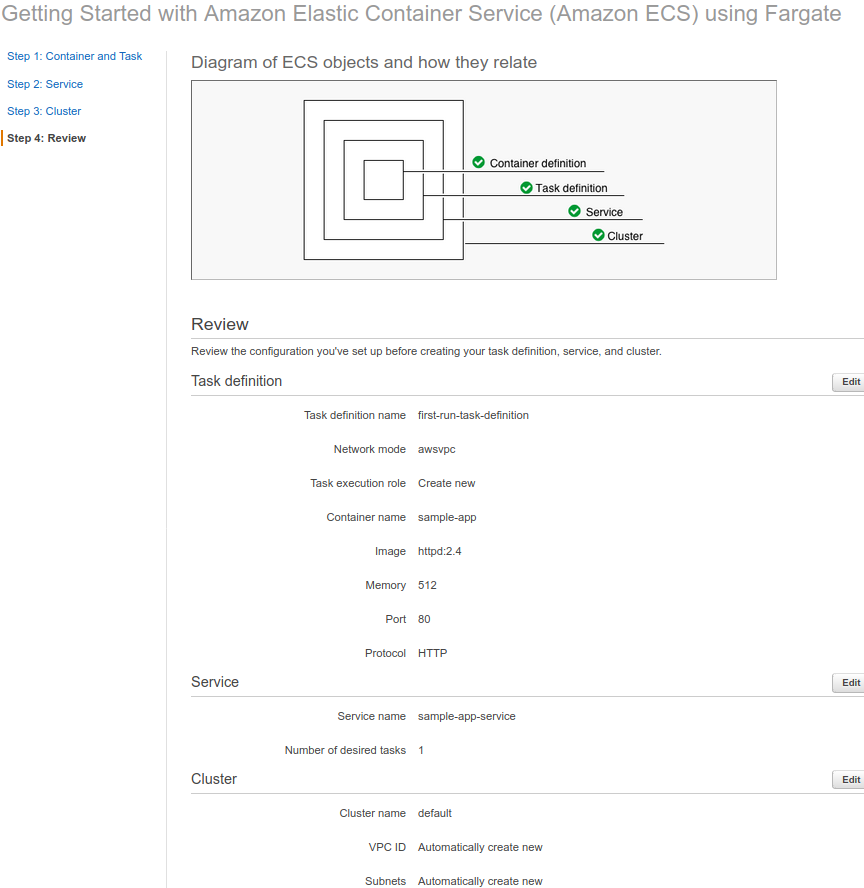 Getting Started with Amazon Elastic Container Service (Amazon ECS) using Fargate
Step 1: Container and Task
Step 2: Service
Step 3: Cluster
Step 4: Review
Diagram of ECS objects and how they relate
Container definition
Task definition
Service
Cluster
Review
Review the configuration you've set up before creating your task definition, service, and cluster.
Task definition
Edit
Task definition name first-run-task-definition
Network mode awsvpc
Task execution role Create new
Container name sample-app
Image httpd:2.4
Memory 512
Port 80
Protocol HTTP
Service
Edit
Service name sample-app-service
Number of desired tasks 1
Cluster
Edit
Cluster name default
VPC ID Automatically create new
Subnets Automatically create new